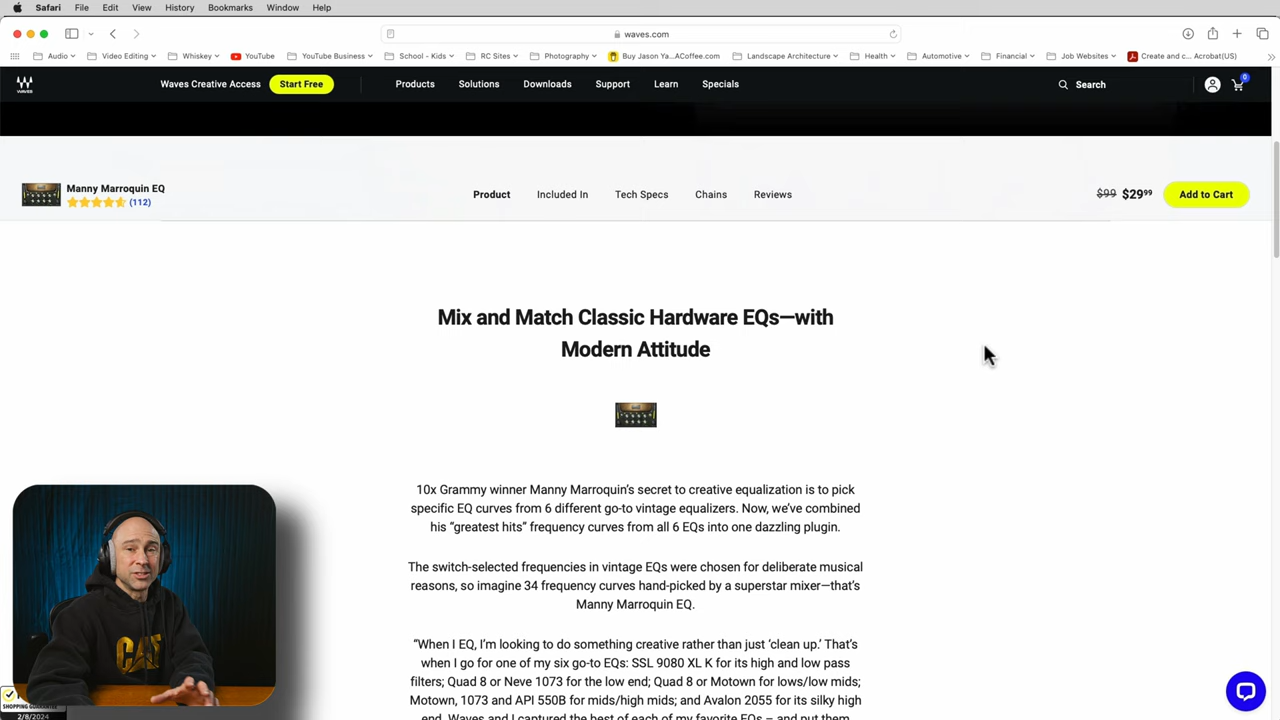 Safari File Edit View History Bookmarks Window Help
waves.com
Audio Video Editing Whiskey YouTube YouTube Business School - Kids RC Sites Photography Buy Jason Ya...ACoffee.com Landscape Architecture Health Automotive Financial Job Websites Create and c... Acrobat(US)
WAVES Waves Creative Access Start Free Products Solutions Downloads Support Learn Specials Search 0
Manny Marroquin EQ
(112)
Product Included In Tech Specs Chains Reviews
$99 $29.99 Add to Cart
Mix and Match Classic Hardware EQs—with
Modern Attitude
10x Grammy winner Manny Marroquin’s secret to creative equalization is to pick
specific EQ curves from 6 different go-to vintage equalizers. Now, we’ve combined
his “greatest hits” frequency curves from all 6 EQs into one dazzling plugin.
The switch-selected frequencies in vintage EQs were chosen for deliberate musical
reasons, so imagine 34 frequency curves hand-picked by a superstar mixer—that’s
Manny Marroquin EQ.
“When I EQ, I’m looking to do something creative rather than just ‘clean up.’ That’s
when I go for one of my six go-to EQs: SSL 9080 XL K for its high and low pass
filters; Quad 8 or Neve 1073 for the low end; Quad 8 or Motown for lows/low mids;
Motown, 1073 and API 550B for mids/high mids; and Avalon 2055 for its silky high
end. Waves and I captured the best of each of my favorite EQs – and put them
CAT
SHOPPING GUARANTEE
2/8/2024